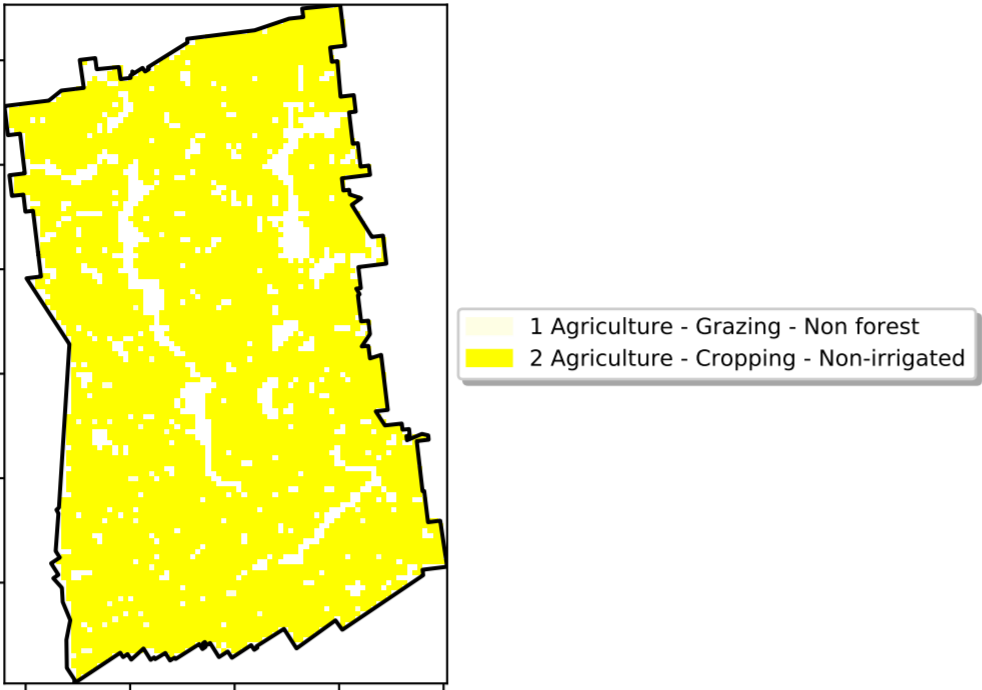 1 Agriculture - Grazing - Non forest
2 Agriculture - Cropping - Non-irrigated